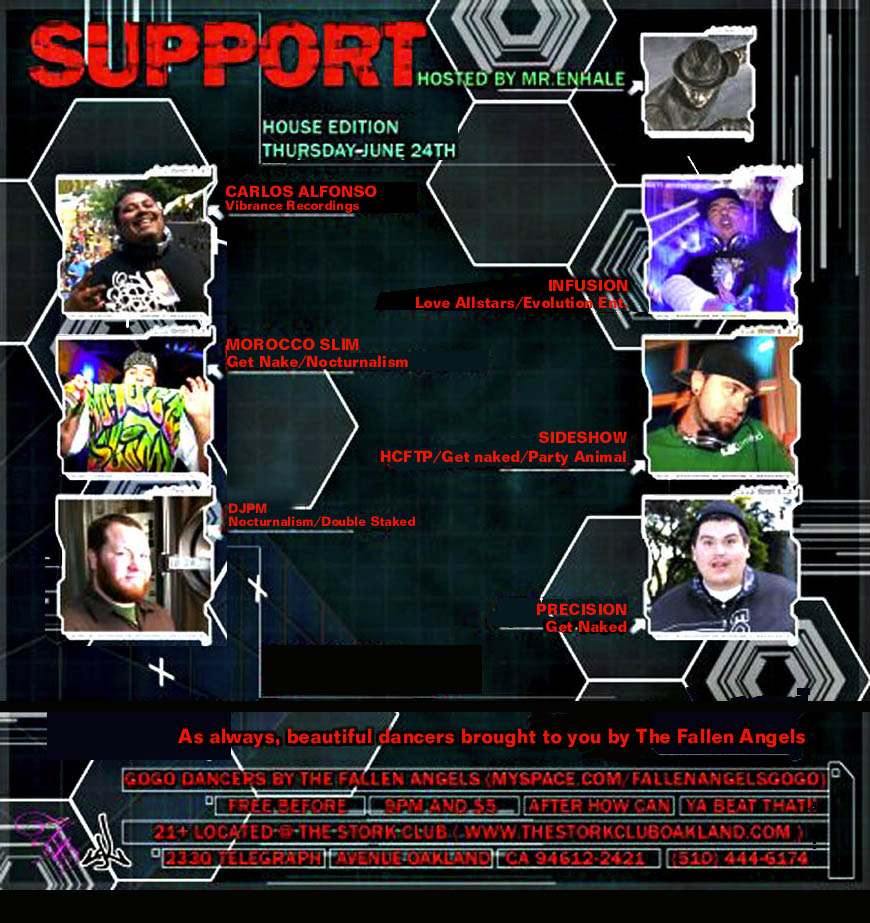 SUPPORT
HOSTED BY MR.ENHALE
HOUSE EDITION
THURSDAY-JUNE 24TH
CARLOS ALFONSO
Vibrance Recordings
INFUSION
Love Allstars/Evolution Ent.
MOROCCO SLIM
Get Nake/Nocturnalism
SIDESHOW
HCFTP/Get naked/Party Animal
DJPM
Nocturnalism/Double Staked
PRECISION
Get Naked
As always, beautiful dancers brought to you by The Fallen Angels
GOGO DANCERS BY THE FALLEN ANGELS (MYSPACE.COM/FALLENANGELSGOGO)
FREE BEFORE 9PM AND $5 AFTER HOW CAN YA BEAT THAT!!
21+ LOCATED @ THE STORK CLUB ( WWW.THESTORKCLUBOAKLAND.COM )
2330 TELEGRAPH AVENUE OAKLAND CA 94612-2421 (510) 444-6174